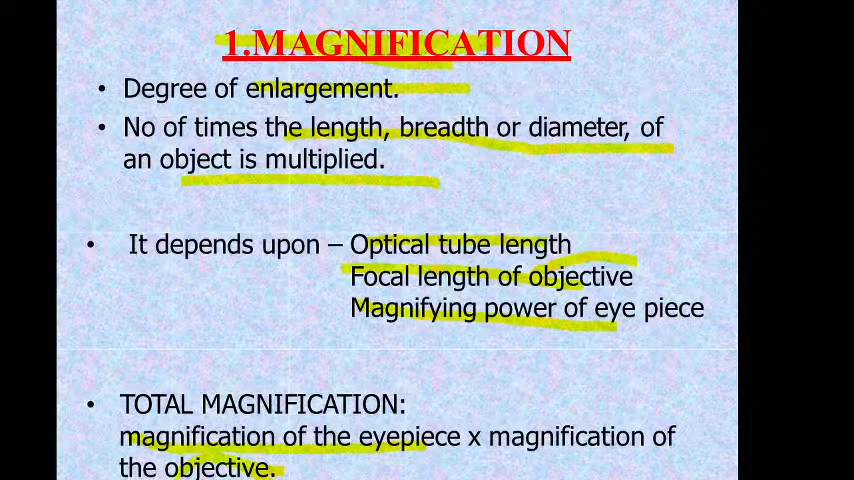 1.MAGNIFICATION
• Degree of enlargement.
• No of times the length, breadth or diameter, of
an object is multiplied.
• It depends upon – Optical tube length
Focal length of objective
Magnifying power of eye piece
• TOTAL MAGNIFICATION:
magnification of the eyepiece x magnification of
the objective.